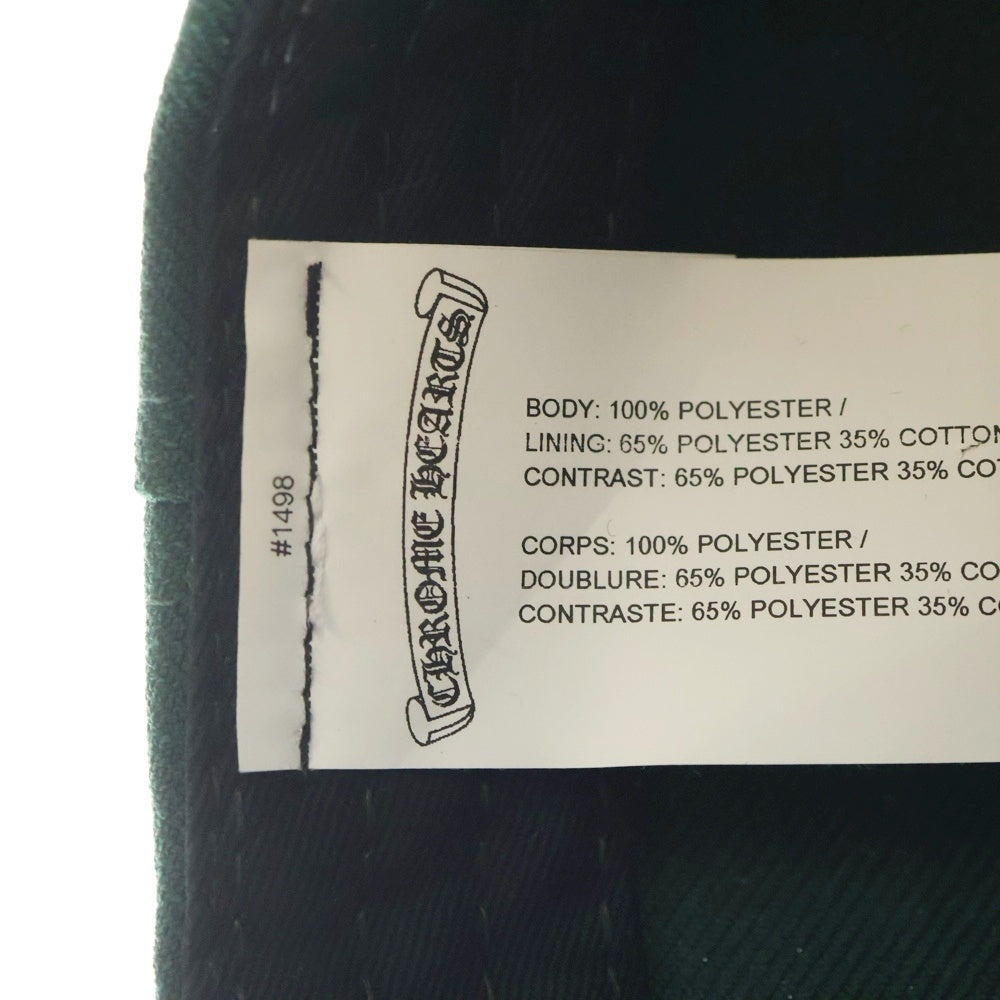 #1498
CHROME HEARTS
BODY: 100% POLYESTER /
LINING: 65% POLYESTER 35% COTTON
CONTRAST: 65% POLYESTER 35% COT
CORPS: 100% POLYESTER /
DOUBLURE: 65% POLYESTER 35% CO
CONTRASTE: 65% POLYESTER 35% C